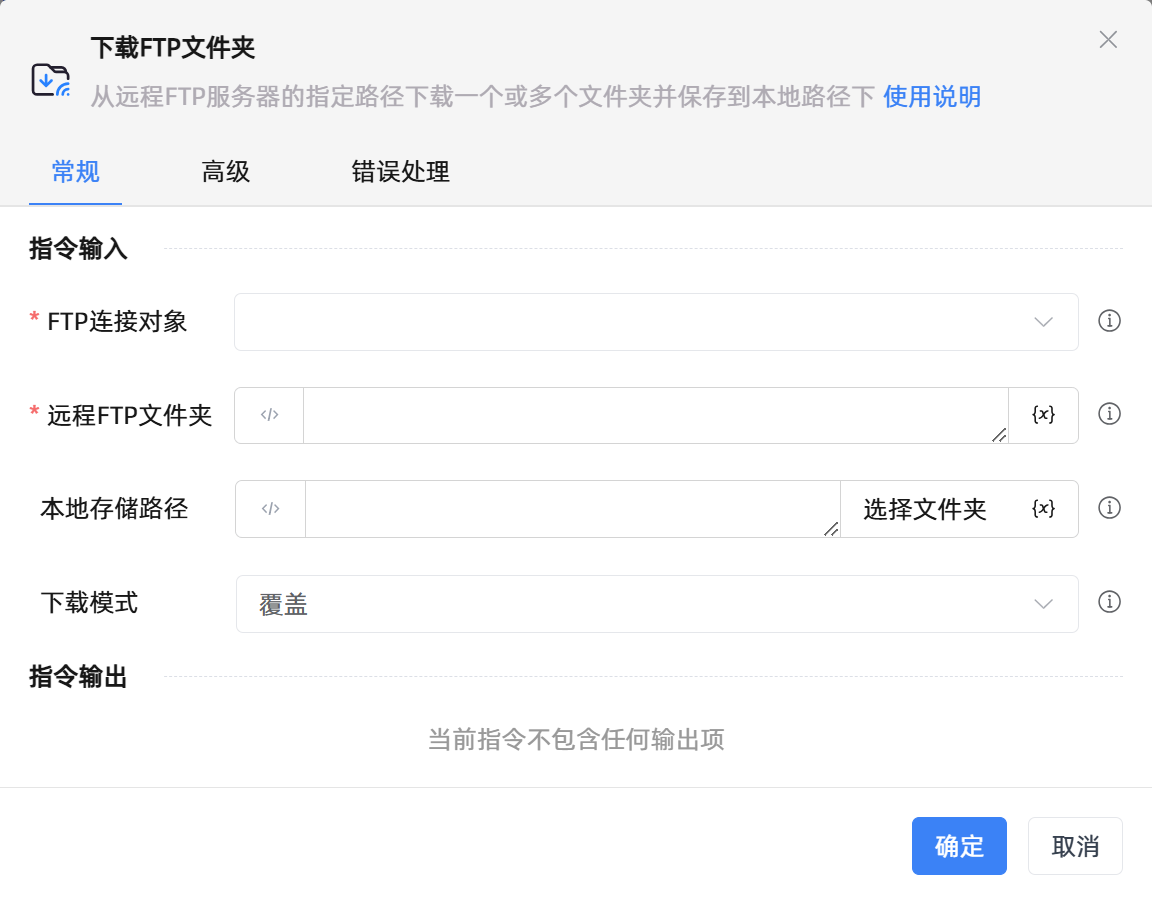 下载FTP文件夹
从远程FTP服务器的指定路径下载一个或多个文件夹并保存到本地路径下 使用说明
常规 高级 错误处理
指令输入
* FTP连接对象
* 远程FTP文件夹 </> {x}
本地存储路径 </> 选择文件夹 {x}
下载模式 覆盖
指令输出
当前指令不包含任何输出项
确定 取消